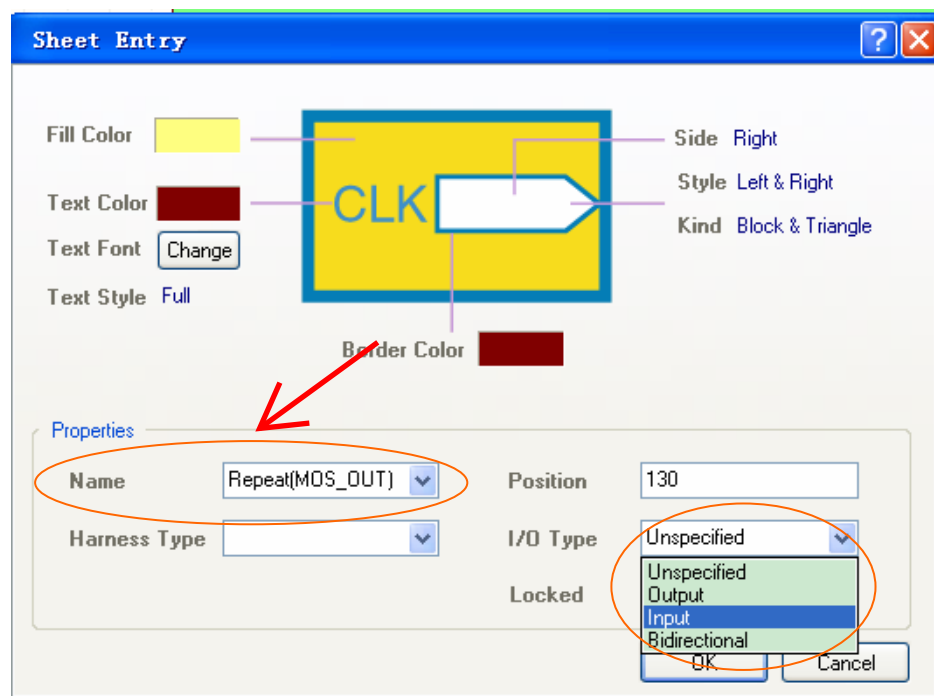 Sheet Entry
Fill Color
Side Right
Style Left & Right
Text Color
CLK
Kind Block & Triangle
Text Font Change
Text Style Full
Border Color
Properties
Name Repeat(MOS_OUT) Position 130
Harness Type I/O Type Unspecified
Unspecified
Locked Output
Input
Bidirectional
OK Cancel